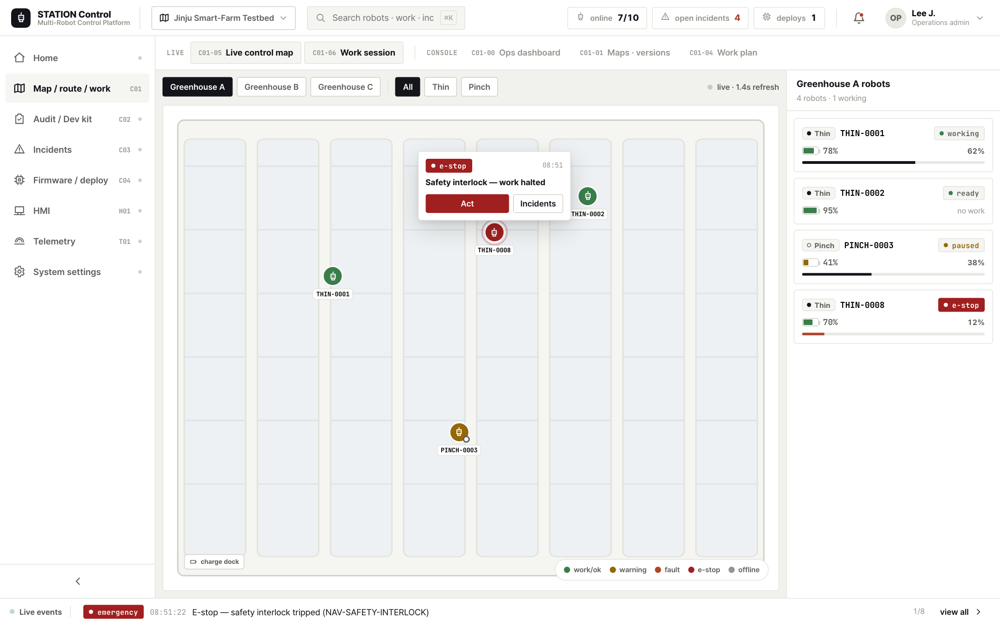 STATION Control
Multi-Robot Control Platform
Jinju Smart-Farm Testbed
Search robots · work · inc
⌘K
online 7/10
open incidents 4
deploys 1
OP
Lee J.
Operations admin
Home
Map / route / work C01
Audit / Dev kit C02
Incidents C03
Firmware / deploy C04
HMI H01
Telemetry T01
System settings
LIVE
C01-05 Live control map
C01-06 Work session
CONSOLE
C01-00 Ops dashboard
C01-01 Maps · versions
C01-04 Work plan
Greenhouse A
Greenhouse B
Greenhouse C
All
Thin
Pinch
live · 1.4s refresh
e-stop 08:51
Safety interlock — work halted
Act
Incidents
THIN-0002
THIN-0008
THIN-0001
PINCH-0003
charge dock
work/ok
warning
fault
e-stop
offline
Greenhouse A robots
4 robots · 1 working
Thin THIN-0001 working
78% 62%
Thin THIN-0002 ready
95% no work
Pinch PINCH-0003 paused
41% 38%
Thin THIN-0008 e-stop
70% 12%
Live events
emergency 08:51:22 E-stop — safety interlock tripped (NAV-SAFETY-INTERLOCK)
1/8
view all